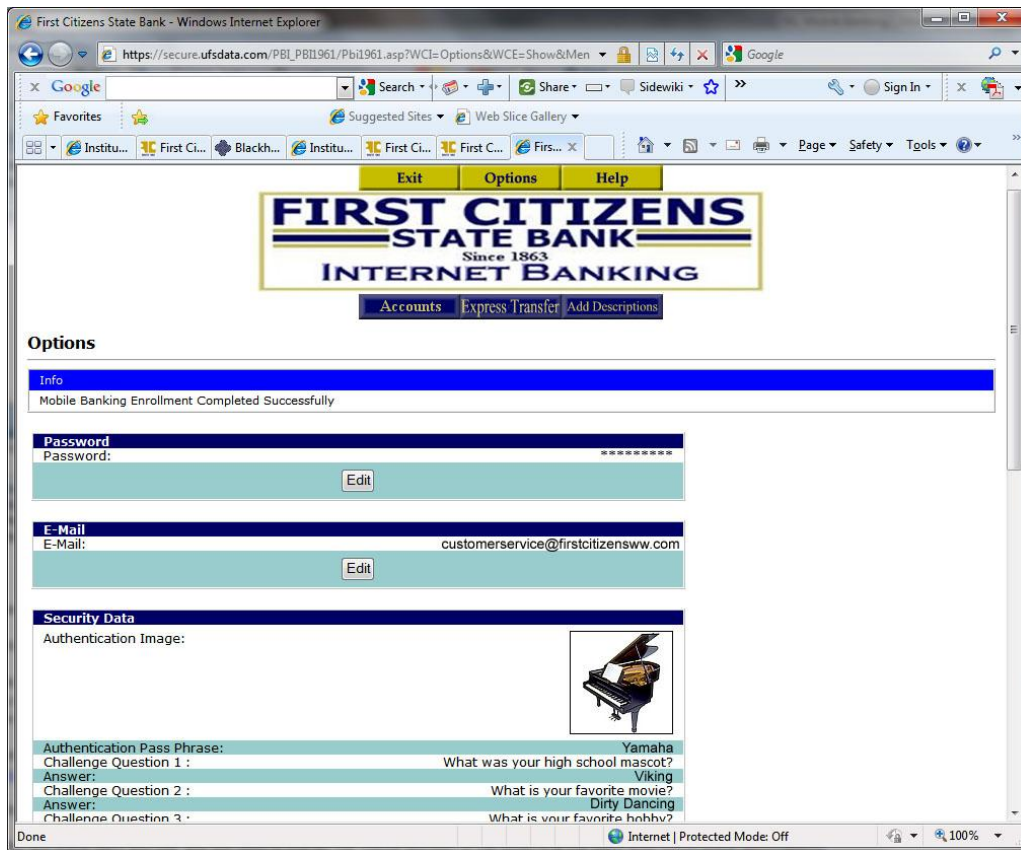 First Citizens State Bank - Windows Internet Explorer
https://secure.ufsdata.com/PBI_PBI1961/Pbi1961.asp?WCI=Options&WCE=Show&Men
Google
x Google Search Share Sidewiki » Sign In x
Favorites Suggested Sites Web Slice Gallery
Institu... First Ci... Blackh... Institu... First Ci... First C... Firs... x Page Safety Tools »
Exit Options Help
FIRST CITIZENS
STATE BANK
Since 1863
INTERNET BANKING
Accounts Express Transfer Add Descriptions
Options
Info
Mobile Banking Enrollment Completed Successfully
Password
Password: *********
Edit
E-Mail
E-Mail: customerservice@firstcitizensww.com
Edit
Security Data
Authentication Image:
Authentication Pass Phrase: Yamaha
Challenge Question 1 : What was your high school mascot?
Answer: Viking
Challenge Question 2 : What is your favorite movie?
Answer: Dirty Dancing
Challenge Question 3 : What is your favorite hobby?
Done Internet | Protected Mode: Off 100%